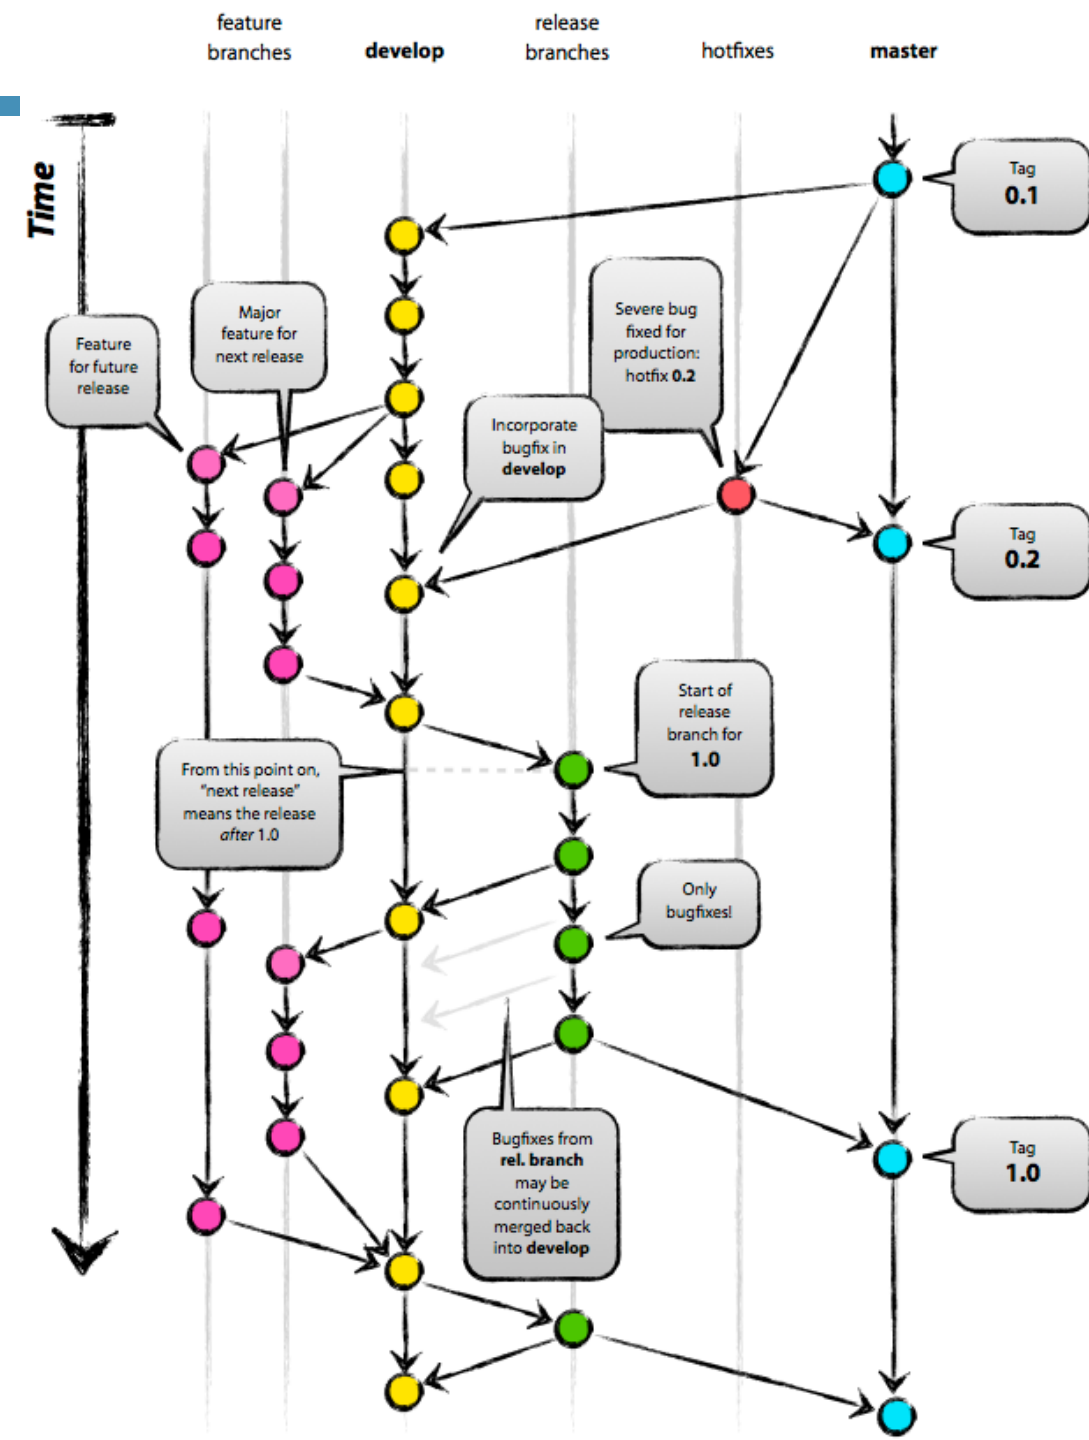 feature
branches
develop
release
branches
hotfixes
master
Time
Tag
0.1
Major
feature for
next release
Feature
for future
release
Severe bug
fixed for
production:
hotfix 0.2
Incorporate
bugfix in
develop
Tag
0.2
Start of
release
branch for
1.0
From this point on,
“next release”
means the release
after 1.0
Only
bugfixes!
Bugfixes from
rel. branch
may be
continuously
merged back
into develop
Tag
1.0